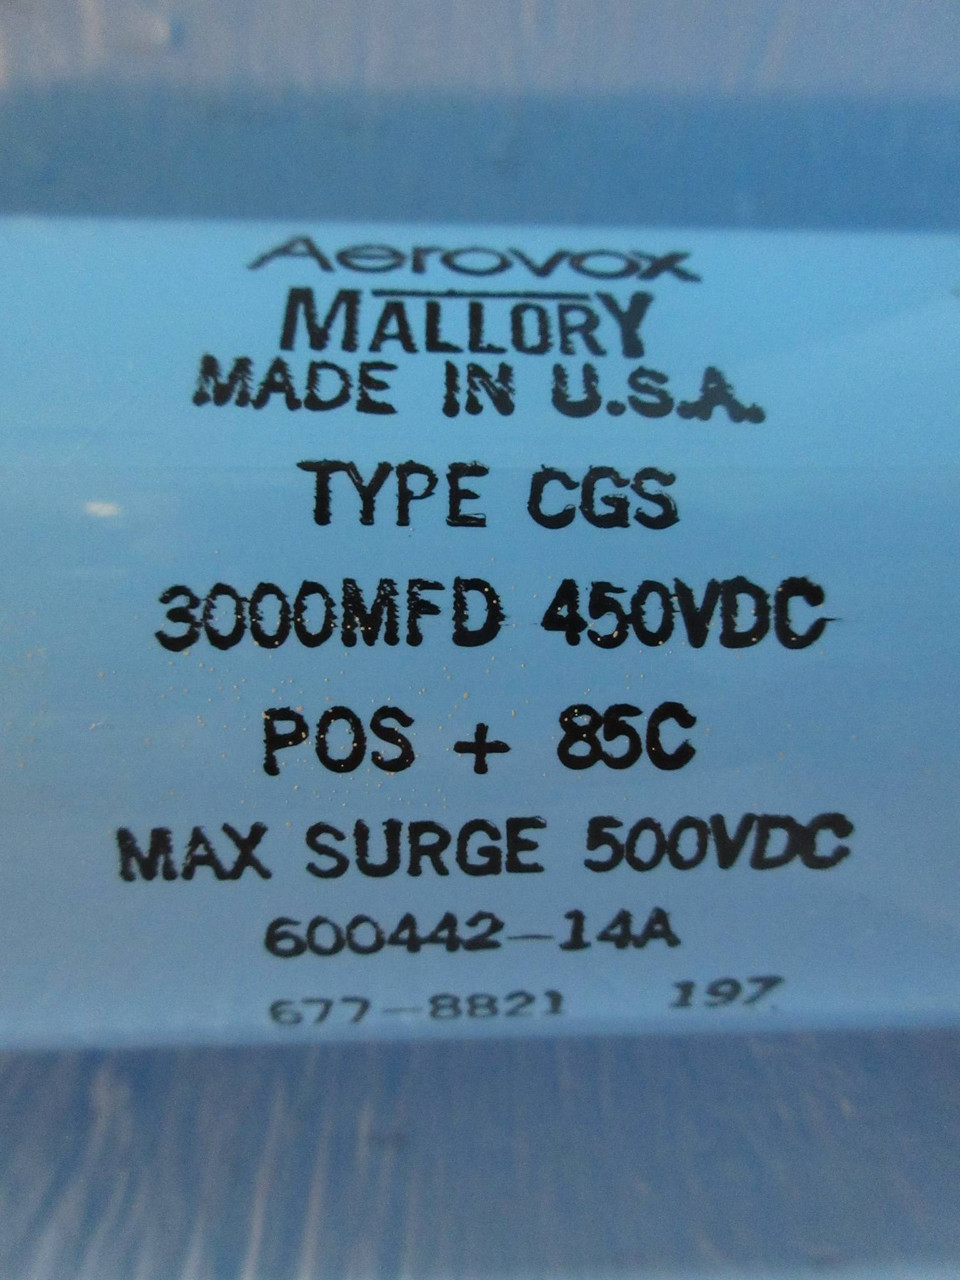 Aerovox
MALLORY
MADE IN U.S.A.
TYPE CGS
3000MFD 450VDC
POS + 85C
MAX SURGE 500VDC
600442-14A
677-8821 197